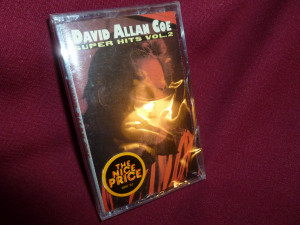 DAVID ALLAN COE
SUPER HITS VOL.2
THE
NICE
PRICE